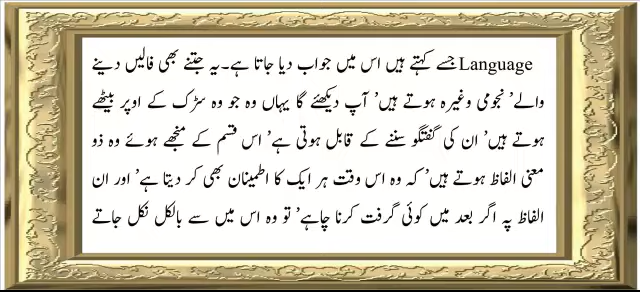 Language جسے کہتے ہیں اس میں جواب دیا جاتا ہے۔ یہ جتنے بھی فالیں دینے
والے’ نجومی وغیرہ ہوتے ہیں’ آپ دیکھئے گا یہاں وہ جو وہ سڑک کے اوپر بیٹھے
ہوتے ہیں’ ان کی گفتگو سننے کے قابل ہوتی ہے’ اس قسم کے منجھے ہوئے وہ ذو
معنی الفاظ ہوتے ہیں’ کہ وہ اس وقت ہر ایک کا اطمینان بھی کر دیتا ہے’ اور ان
الفاظ پہ اگر بعد میں کوئی گرفت کرنا چاہے’ تو وہ اس میں سے بالکل نکل جاتے